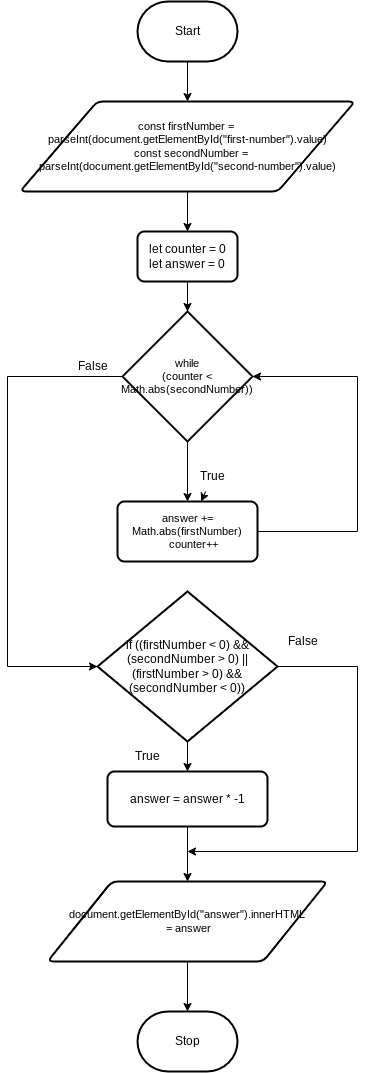 Start
const firstNumber =
parseInt(document.getElementById("first-number").value)
const secondNumber =
parseInt(document.getElementById("second-number").value)
let counter = 0
let answer = 0
while
(counter <
Math.abs(secondNumber))
False
True
answer +=
Math.abs(firstNumber)
counter++
if ((firstNumber < 0) &&
(secondNumber > 0) ||
(firstNumber > 0) &&
(secondNumber < 0))
False
True
answer = answer * -1
document.getElementById("answer").innerHTML
= answer
Stop